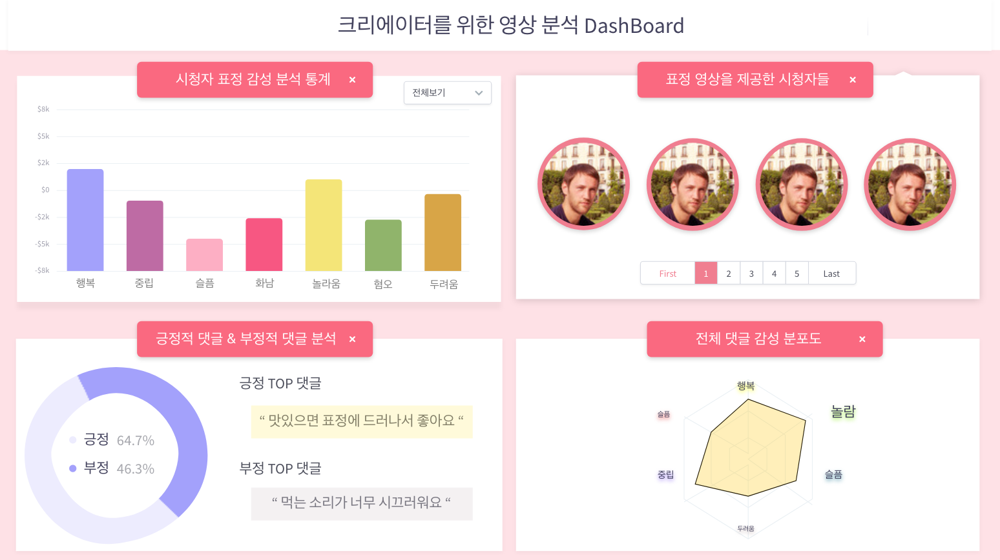 크리에이터를 위한 영상 분석 DashBoard
시청자 표정 감성 분석 통계 ×
전체보기
$8k
$5k
$2k
$0
-$2k
-$5k
-$8k
행복 중립 슬픔 화남 놀라움 혐오 두려움
표정 영상을 제공한 시청자들 ×
First 1 2 3 4 5 Last
긍정적 댓글 & 부정적 댓글 분석 ×
긍정 64.7%
부정 46.3%
긍정 TOP 댓글
“ 맛있으면 표정에 드러나서 좋아요 “
부정 TOP 댓글
“ 먹는 소리가 너무 시끄러워요 “
전체 댓글 감성 분포도 ×
행복
슬픔
놀람
중립
슬픔
두려움